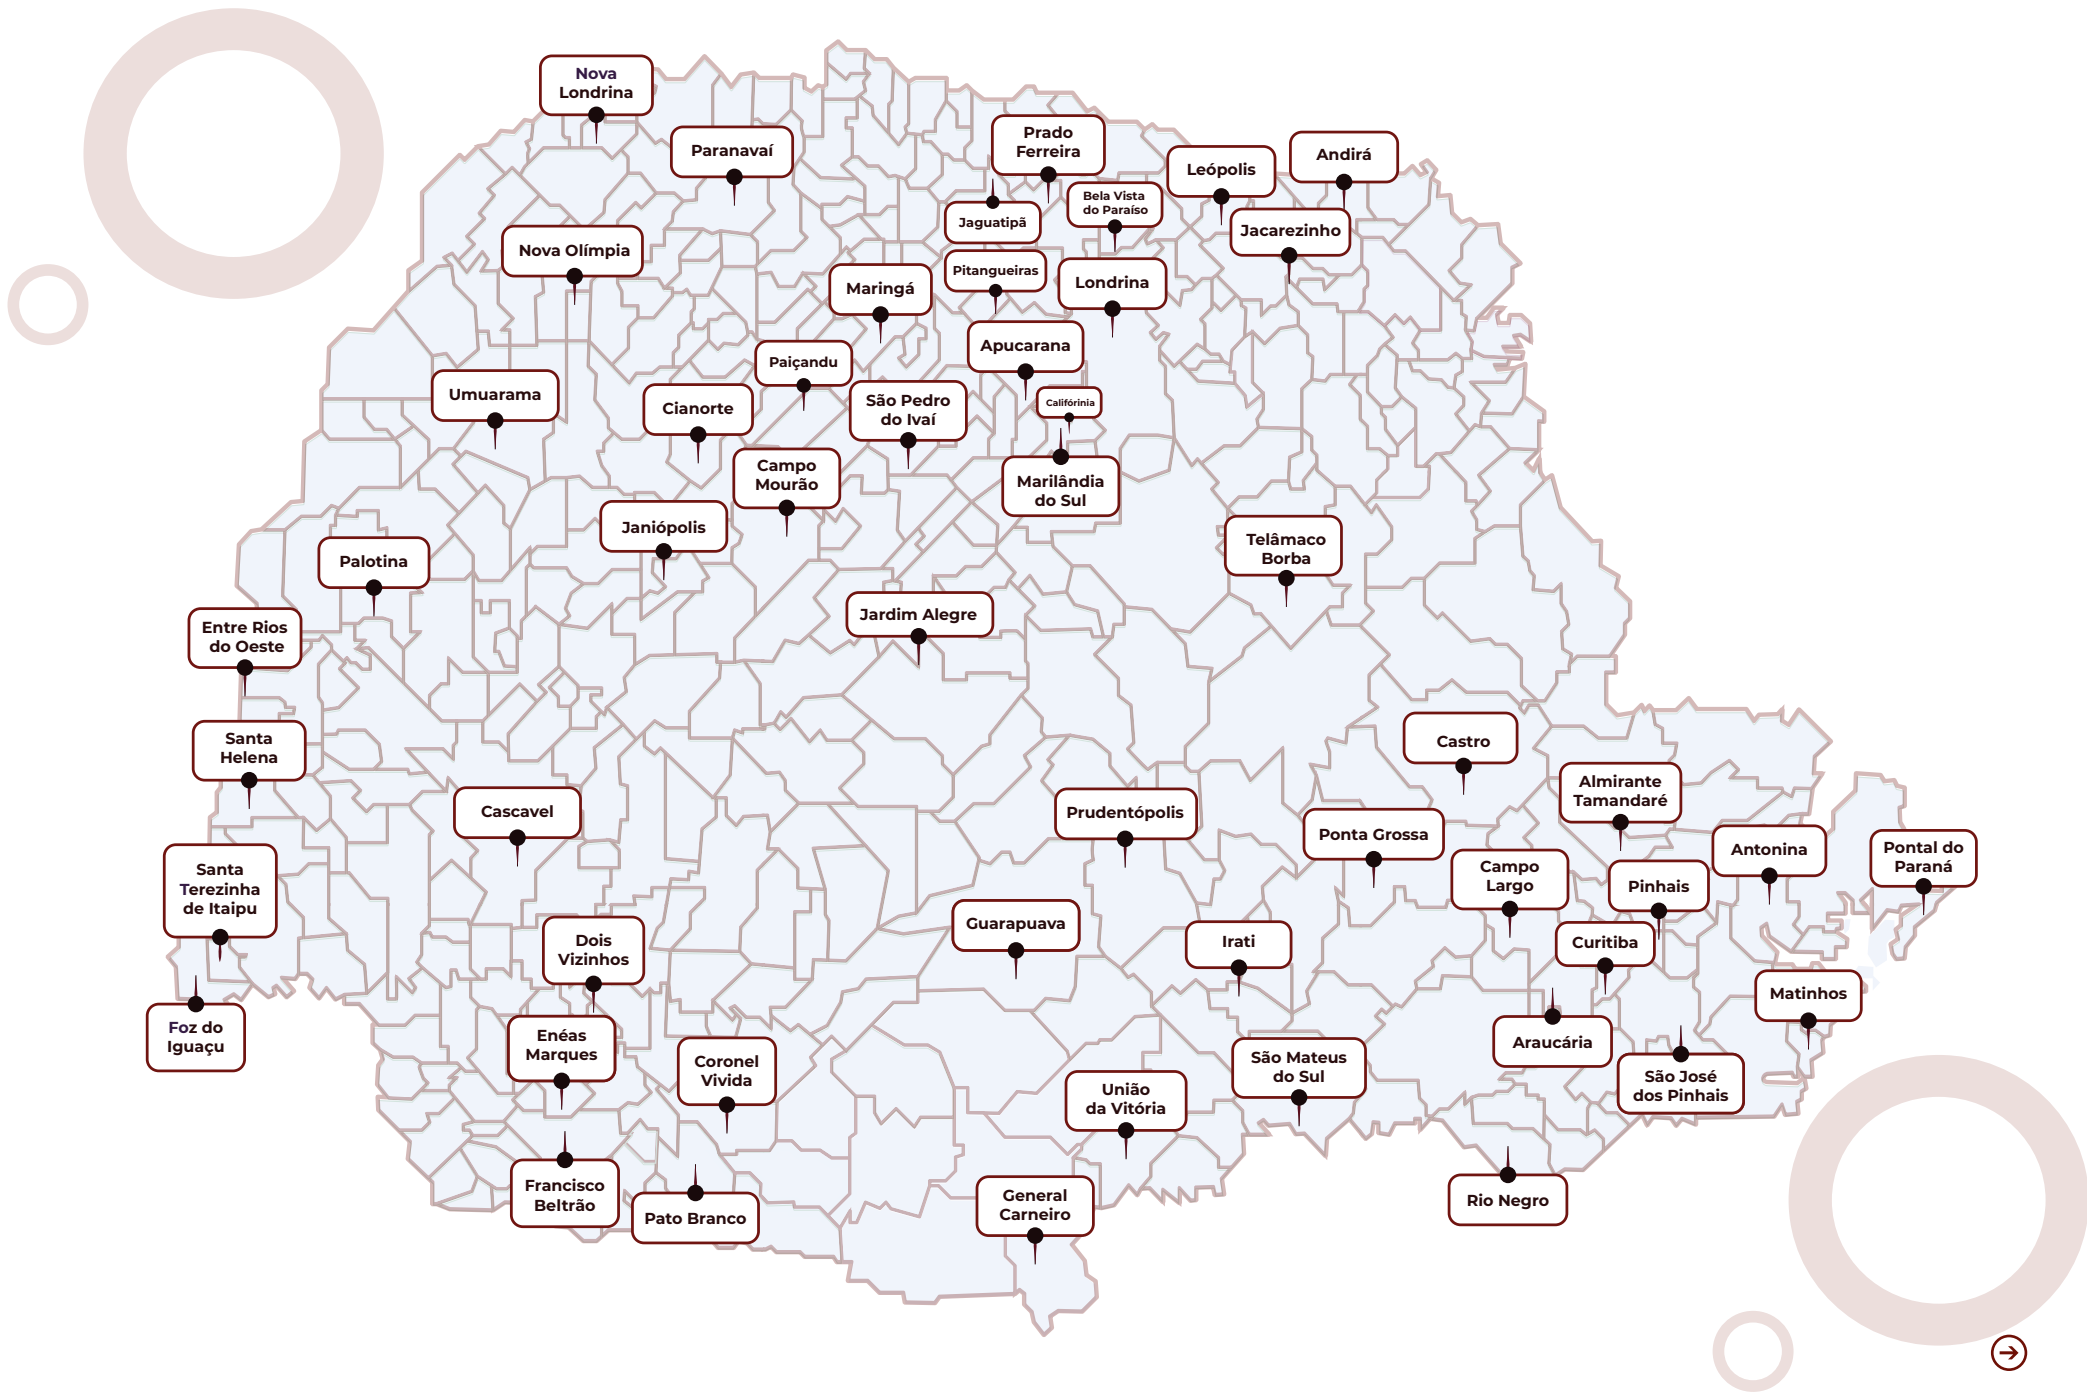 Nova
Londrina
Paranavaí
Prado
Ferreira
Leópolis
Andirá
Bela Vista
do Paraíso
Jaguatipã
Jacarezinho
Nova Olímpia
Pitangueiras
Londrina
Maringá
Apucarana
Paiçandu
Umuarama
Cianorte
São Pedro
do Ivaí
Califórinia
Campo
Mourão
Marilândia
do Sul
Janiópolis
Telâmaco
Borba
Palotina
Jardim Alegre
Entre Rios
do Oeste
Santa
Helena
Castro
Almirante
Tamandaré
Cascavel
Prudentópolis
Ponta Grossa
Antonina
Pontal do
Paraná
Santa
Terezinha
de Itaipu
Campo
Largo
Pinhais
Guarapuava
Irati
Curitiba
Dois
Vizinhos
Matinhos
Foz do
Iguaçu
Enéas
Marques
Araucária
Coronel
Vivida
São Mateus
do Sul
São José
dos Pinhais
União
da Vitória
Francisco
Beltrão
Pato Branco
General
Carneiro
Rio Negro